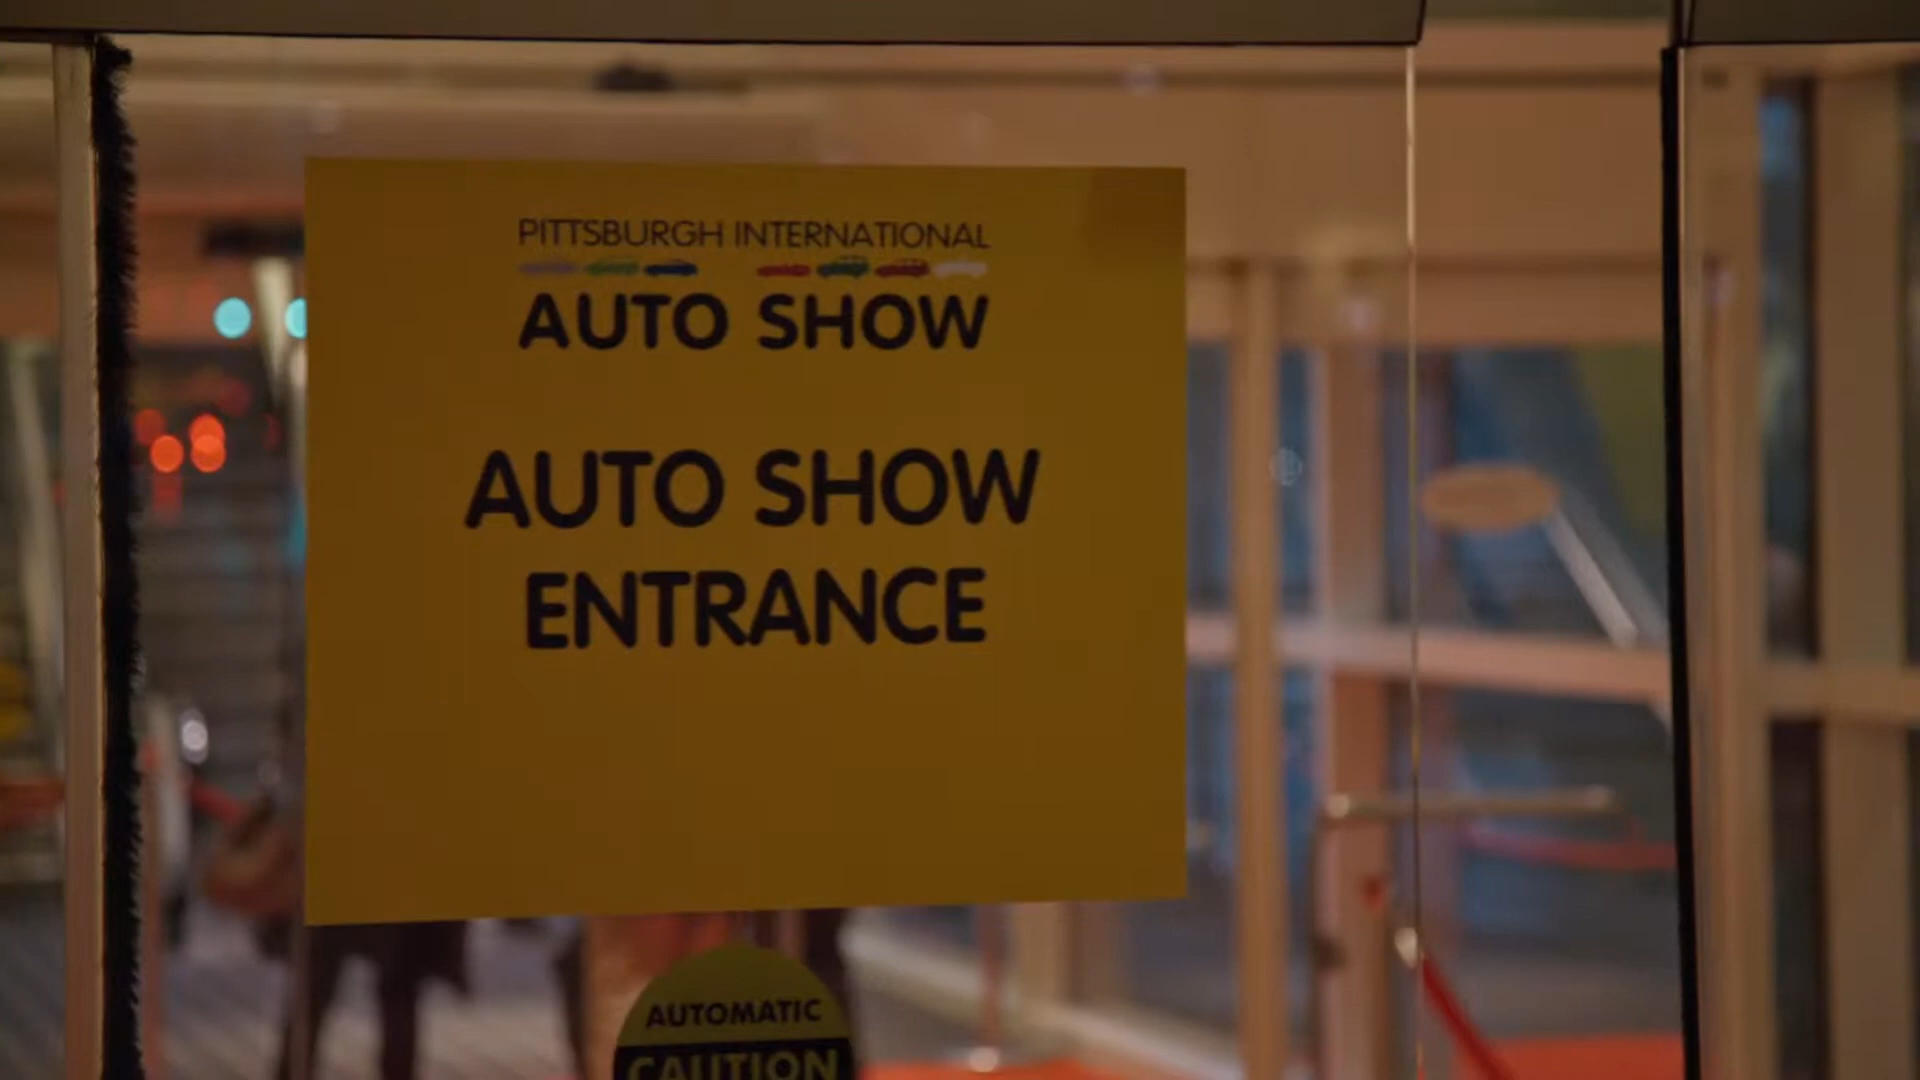 PITTSBURGH INTERNATIONAL
AUTO SHOW
AUTO SHOW
ENTRANCE
AUTOMATIC
CAUTION